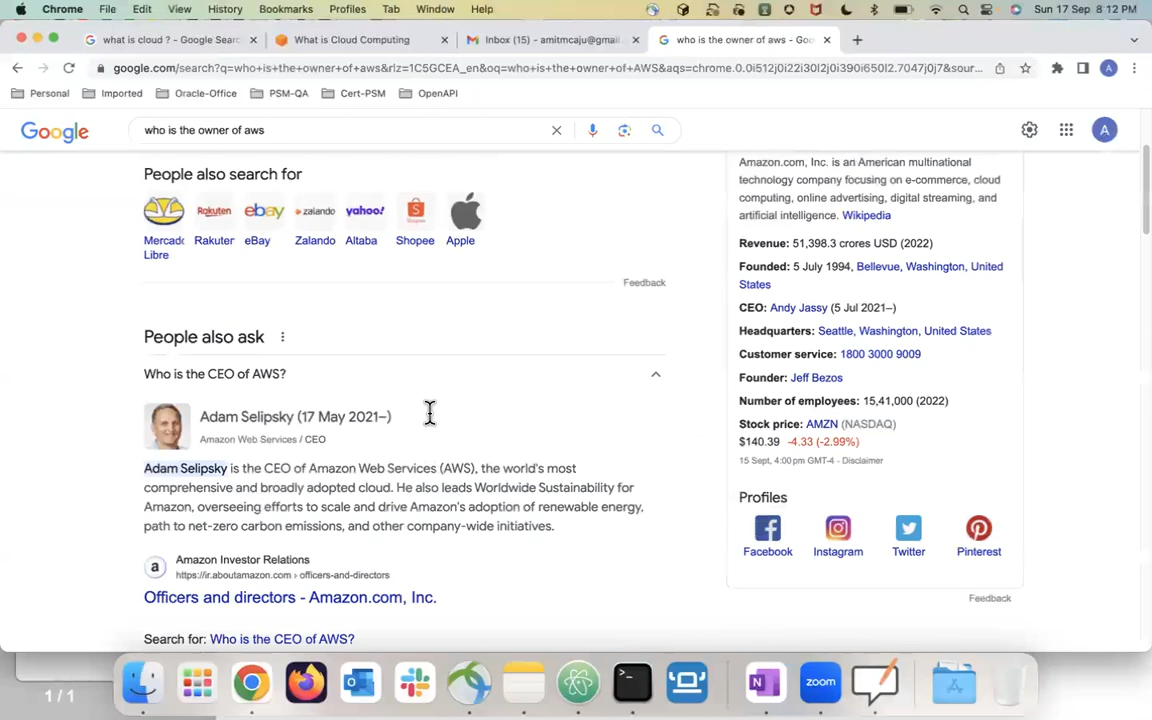 Chrome File Edit View History Bookmarks Profiles Tab Window Help Sun 17 Sep 8:12 PM
what is cloud ? - Google Searc
What is Cloud Computing
Inbox (15) - amitmcaju@gmail
who is the owner of aws - Goo
google.com/search?q=who+is+the+owner+of+aws&rlz=1C5GCEA_en&oq=who+is+the+owner+of+AWS&aqs=chrome.0.0i512j0i22i30l2j0i390i650l2.7047j0j7&sour...
A
Personal Imported Oracle-Office PSM-QA Cert-PSM OpenAPI
Google
who is the owner of aws
A
People also search for
Rakuten ebay zalando yahoo! Shopee
Mercado Libre
Rakuten eBay Zalando Altaba Shopee Apple
Feedback
People also ask
Who is the CEO of AWS?
Adam Selipsky (17 May 2021–)
Amazon Web Services / CEO
Adam Selipsky is the CEO of Amazon Web Services (AWS), the world's most
comprehensive and broadly adopted cloud. He also leads Worldwide Sustainability for
Amazon, overseeing efforts to scale and drive Amazon's adoption of renewable energy,
path to net-zero carbon emissions, and other company-wide initiatives.
a
Amazon Investor Relations
https://ir.aboutamazon.com › officers-and-directors
Officers and directors - Amazon.com, Inc.
Search for: Who is the CEO of AWS?
Amazon.com, Inc. is an American multinational
technology company focusing on e-commerce, cloud
computing, online advertising, digital streaming, and
artificial intelligence. Wikipedia
Revenue: 51,398.3 crores USD (2022)
Founded: 5 July 1994, Bellevue, Washington, United
States
CEO: Andy Jassy (5 Jul 2021–)
Headquarters: Seattle, Washington, United States
Customer service: 1800 3000 9009
Founder: Jeff Bezos
Number of employees: 15,41,000 (2022)
Stock price: AMZN (NASDAQ)
$140.39 -4.33 (-2.99%)
15 Sept, 4:00 pm GMT-4 - Disclaimer
Profiles
Facebook Instagram Twitter Pinterest
Feedback
1 / 1
zoom